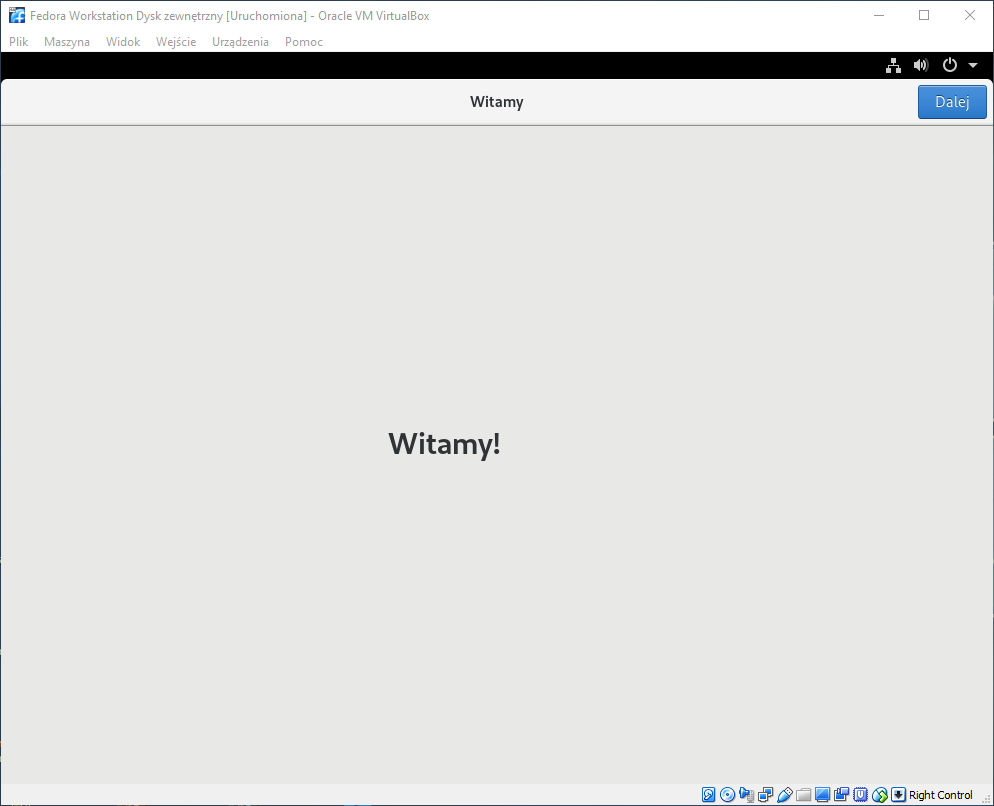 Fedora Workstation Dysk zewnętrzny [Uruchomiona] - Oracle VM VirtualBox
Plik Maszyna Widok Wejście Urządzenia Pomoc
Witamy
Dalej
Witamy!
Right Control